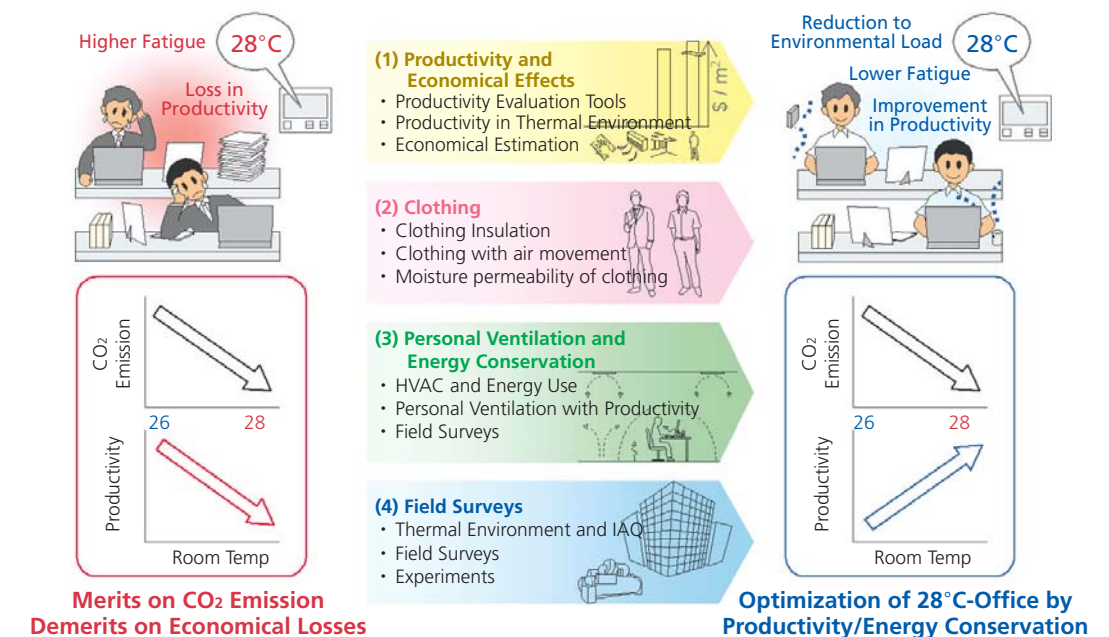 Higher Fatigue
28°C
Loss in
Productivity
CO₂
Emission
26
28
Productivity
Room Temp
Merits on CO₂ Emission
Demerits on Economical Losses
(1) Productivity and
Economical Effects
・ Productivity Evaluation Tools
・ Productivity in Thermal Environment
・ Economical Estimation
$ / m²
(2) Clothing
・ Clothing Insulation
・ Clothing with air movement
・ Moisture permeability of clothing
(3) Personal Ventilation and
Energy Conservation
・ HVAC and Energy Use
・ Personal Ventilation with Productivity
・ Field Surveys
(4) Field Surveys
・ Thermal Environment and IAQ
・ Field Surveys
・ Experiments
Reduction to
Environmental Load
28°C
Lower Fatigue
Improvement
in Productivity
CO₂
Emission
26
28
Productivity
Room Temp
Optimization of 28°C-Office by
Productivity/Energy Conservation